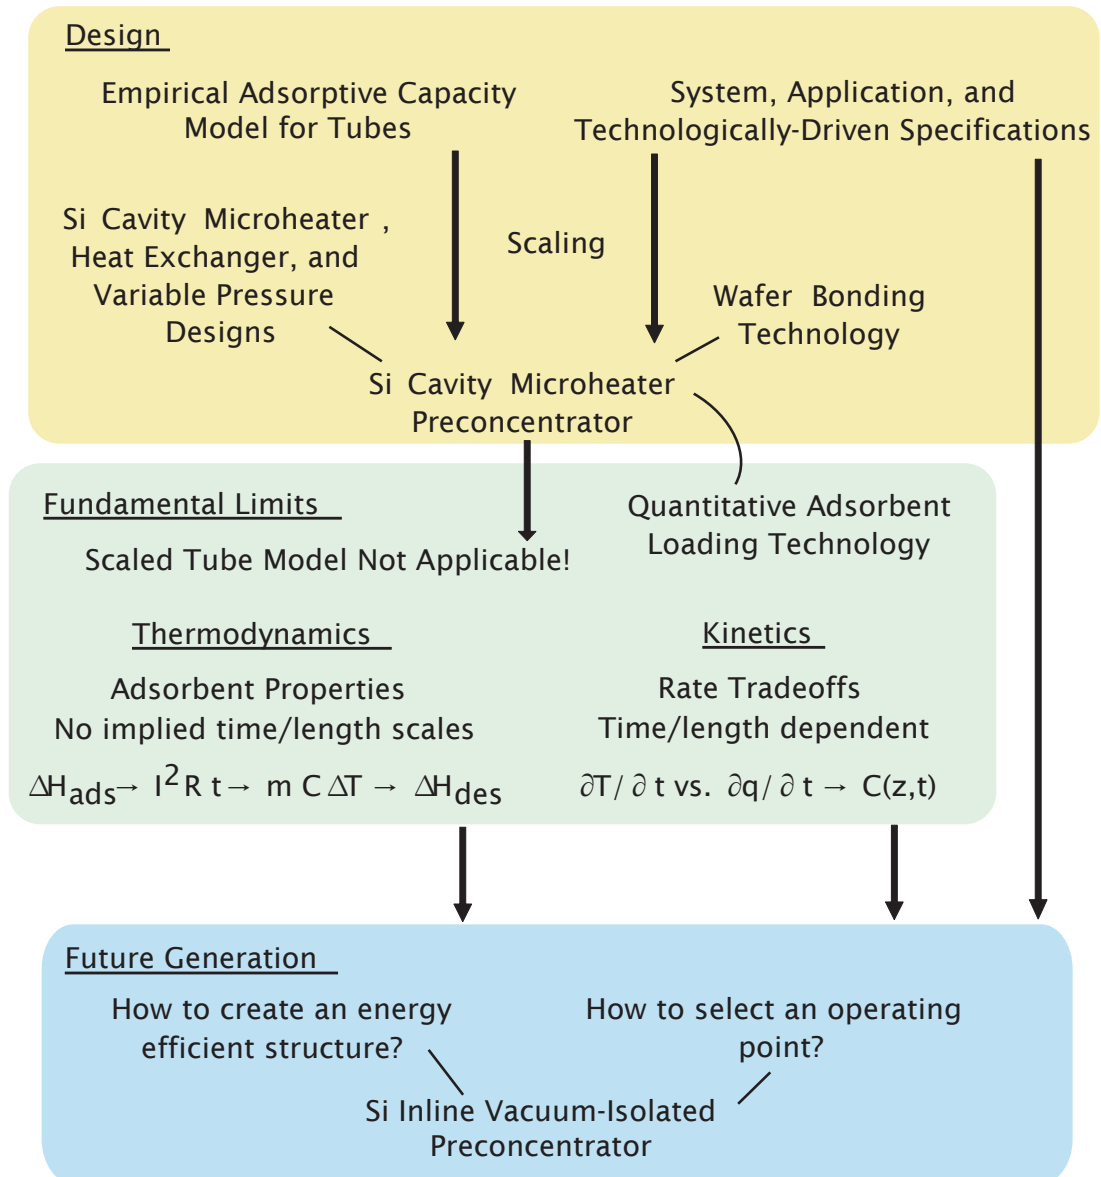 Design
Empirical Adsorptive Capacity
Model for Tubes
System, Application, and
Technologically-Driven Specifications
Si Cavity Microheater ,
Heat Exchanger, and
Variable Pressure
Designs
Scaling
Wafer Bonding
Technology
Si Cavity Microheater
Preconcentrator
Fundamental Limits
Quantitative Adsorbent
Loading Technology
Scaled Tube Model Not Applicable!
Thermodynamics
Adsorbent Properties
No implied time/length scales
ΔH_ads → I² R t → m C ΔT → ΔH_des
Kinetics
Rate Tradeoffs
Time/length dependent
∂T/ ∂ t vs. ∂q/ ∂ t → C(z,t)
Future Generation
How to create an energy
efficient structure?
How to select an operating
point?
Si Inline Vacuum-Isolated
Preconcentrator